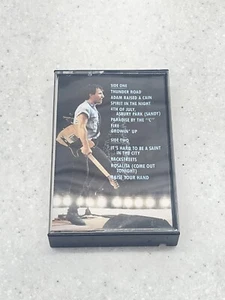 SIDE ONE
THUNDER ROAD
ADAM RAISED A CAIN
SPIRIT IN THE NIGHT
4TH OF JULY,
ASBURY PARK (SANDY)
PARADISE BY THE "C"
FIRE
GROWIN' UP
SIDE TWO
IT'S HARD TO BE A SAINT
IN THE CITY
BACKSTREETS
ROSALITA (COME OUT
TONIGHT)
RAISE YOUR HAND